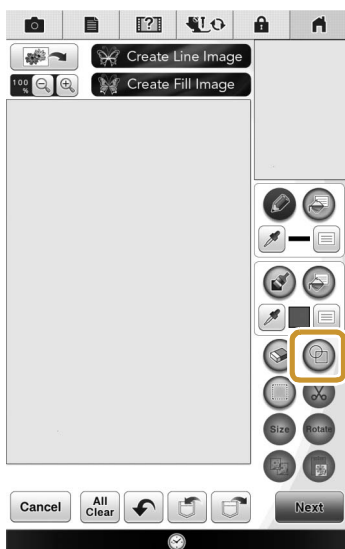 ?
Create Line Image
100
%
Create Fill Image
Size
Rotate
Cancel
All
Clear
Next